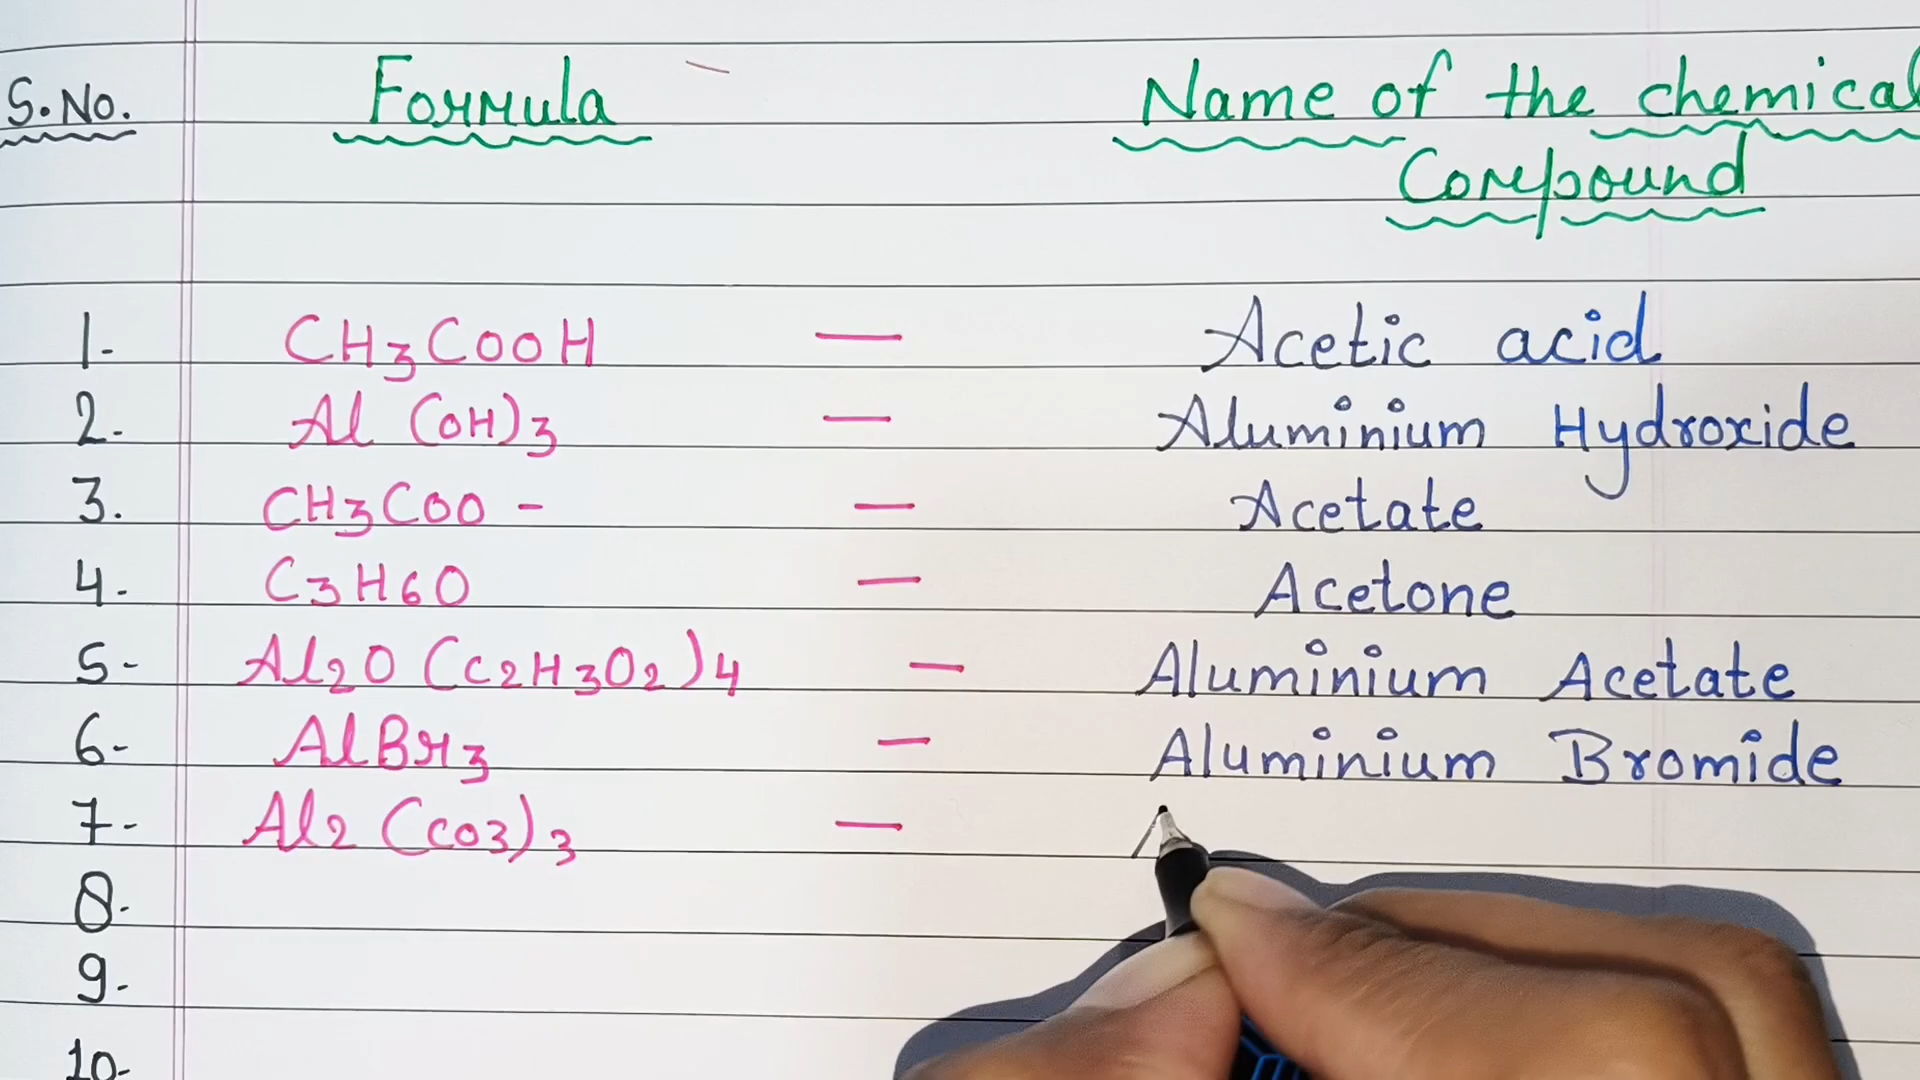 S.No. Formula Name of the chemical
Compound
1. CH3COOH — Acetic acid
2. Al (OH)3 — Aluminium Hydroxide
3. CH3COO - — Acetate
4. C3H6O — Acetone
5- Al2O (C2H3O2)4 — Aluminium Acetate
6- AlBr3 — Aluminium Bromide
7- Al2 (CO3)3 —
8.
9.
10.